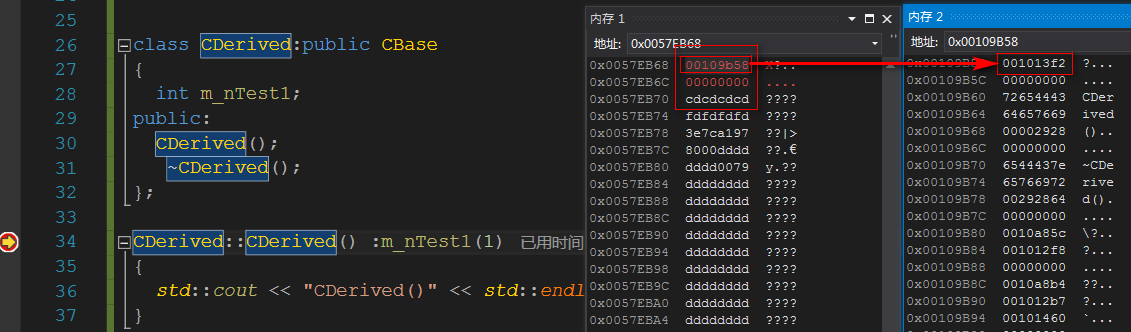 25
26 class CDerived:public CBase
27 {
28 int m_nTest1;
29 public:
30 CDerived();
31 ~CDerived();
32 };
33
34 CDerived::CDerived() :m_nTest1(1) 已用时间
35 {
36 std::cout << "CDerived()" << std::endl
37 }
内存 1
地址: 0x0057EB68
0x0057EB68 00109b58 X?..
0x0057EB6C 00000000 ....
0x0057EB70 cdcdcdcd ????
0x0057EB74 fdfdfdfd ????
0x0057EB78 3e7ca197 ??|>
0x0057EB7C 8000dddd ??.€
0x0057EB80 dddd0079 y.??
0x0057EB84 dddddddd ????
0x0057EB88 dddddddd ????
0x0057EB8C dddddddd ????
0x0057EB90 dddddddd ????
0x0057EB94 dddddddd ????
0x0057EB98 dddddddd ????
0x0057EB9C dddddddd ????
0x0057EBA0 dddddddd ????
0x0057EBA4 dddddddd ????
内存 2
地址: 0x00109B58
001013f2 ?...
0x00109B5C 00000000 ....
0x00109B60 72654443 CDer
0x00109B64 64657669 ived
0x00109B68 00002928 ()..
0x00109B6C 00000000 ....
0x00109B70 6544437e ~CDe
0x00109B74 65766972 rive
0x00109B78 00292864 d().
0x00109B7C 00000000 ....
0x00109B80 0010a85c \?..
0x00109B84 001012f8 ?...
0x00109B88 00000000 ....
0x00109B8C 0010a8b4 ??..
0x00109B90 001012b7 ?...
0x00109B94 00101460 `...